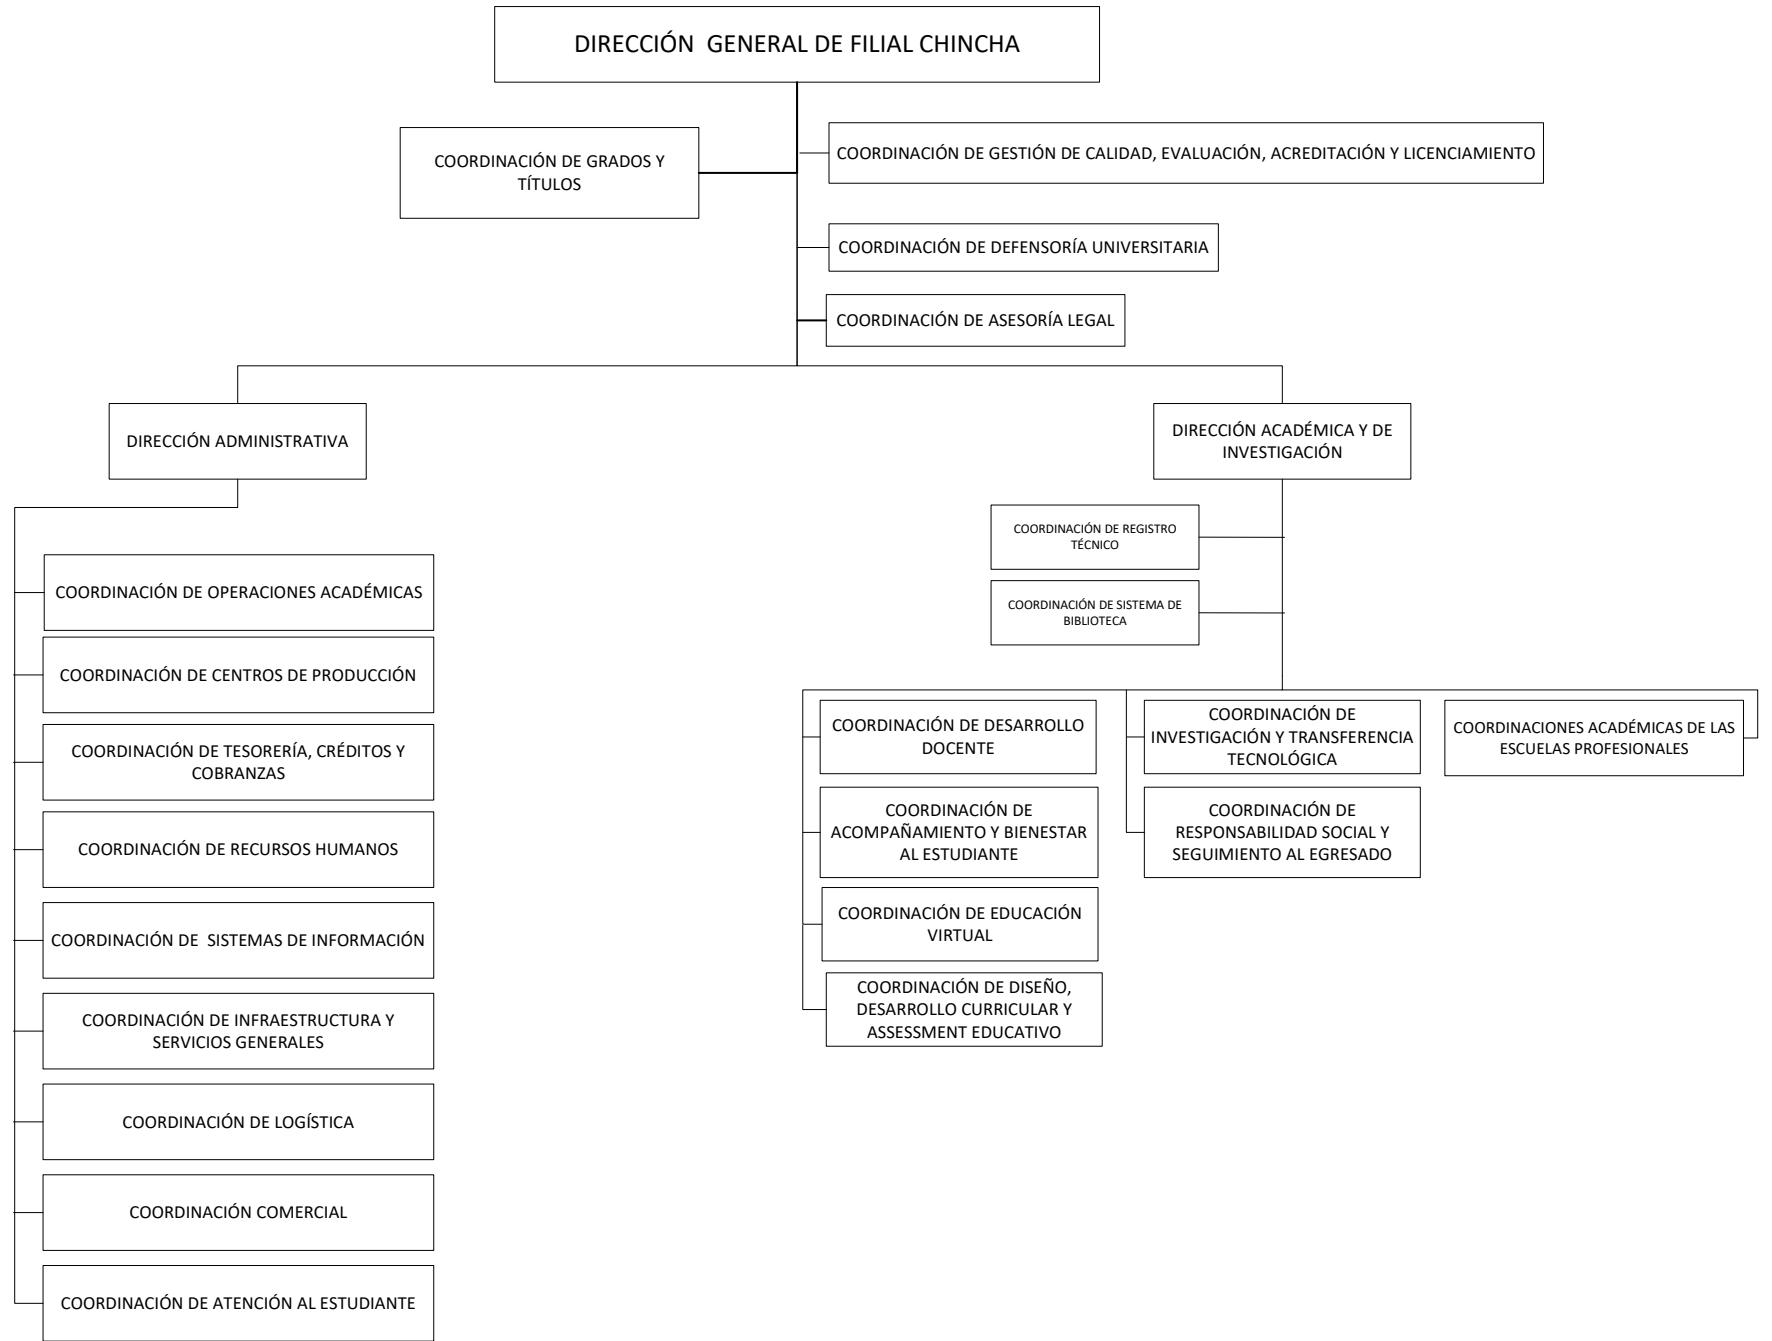 DIRECCIÓN  GENERAL DE FILIAL CHINCHA
COORDINACIÓN DE GRADOS Y
TÍTULOS
COORDINACIÓN DE GESTIÓN DE CALIDAD, EVALUACIÓN, ACREDITACIÓN Y LICENCIAMIENTO
COORDINACIÓN DE DEFENSORÍA UNIVERSITARIA
COORDINACIÓN DE ASESORÍA LEGAL
DIRECCIÓN ADMINISTRATIVA
COORDINACIÓN DE OPERACIONES ACADÉMICAS
COORDINACIÓN DE CENTROS DE PRODUCCIÓN
COORDINACIÓN DE TESORERÍA, CRÉDITOS Y
COBRANZAS
COORDINACIÓN DE RECURSOS HUMANOS
COORDINACIÓN DE  SISTEMAS DE INFORMACIÓN
COORDINACIÓN DE INFRAESTRUCTURA Y
SERVICIOS GENERALES
COORDINACIÓN DE LOGÍSTICA
COORDINACIÓN COMERCIAL
COORDINACIÓN DE ATENCIÓN AL ESTUDIANTE
DIRECCIÓN ACADÉMICA Y DE
INVESTIGACIÓN
COORDINACIÓN DE REGISTRO
TÉCNICO
COORDINACIÓN DE SISTEMA DE
BIBLIOTECA
COORDINACIÓN DE DESARROLLO
DOCENTE
COORDINACIÓN DE
ACOMPAÑAMIENTO Y BIENESTAR
AL ESTUDIANTE
COORDINACIÓN DE EDUCACIÓN
VIRTUAL
COORDINACIÓN DE DISEÑO,
DESARROLLO CURRICULAR Y
ASSESSMENT EDUCATIVO
COORDINACIÓN DE
INVESTIGACIÓN Y TRANSFERENCIA
TECNOLÓGICA
COORDINACIÓN DE
RESPONSABILIDAD SOCIAL Y
SEGUIMIENTO AL EGRESADO
COORDINACIONES ACADÉMICAS DE LAS
ESCUELAS PROFESIONALES